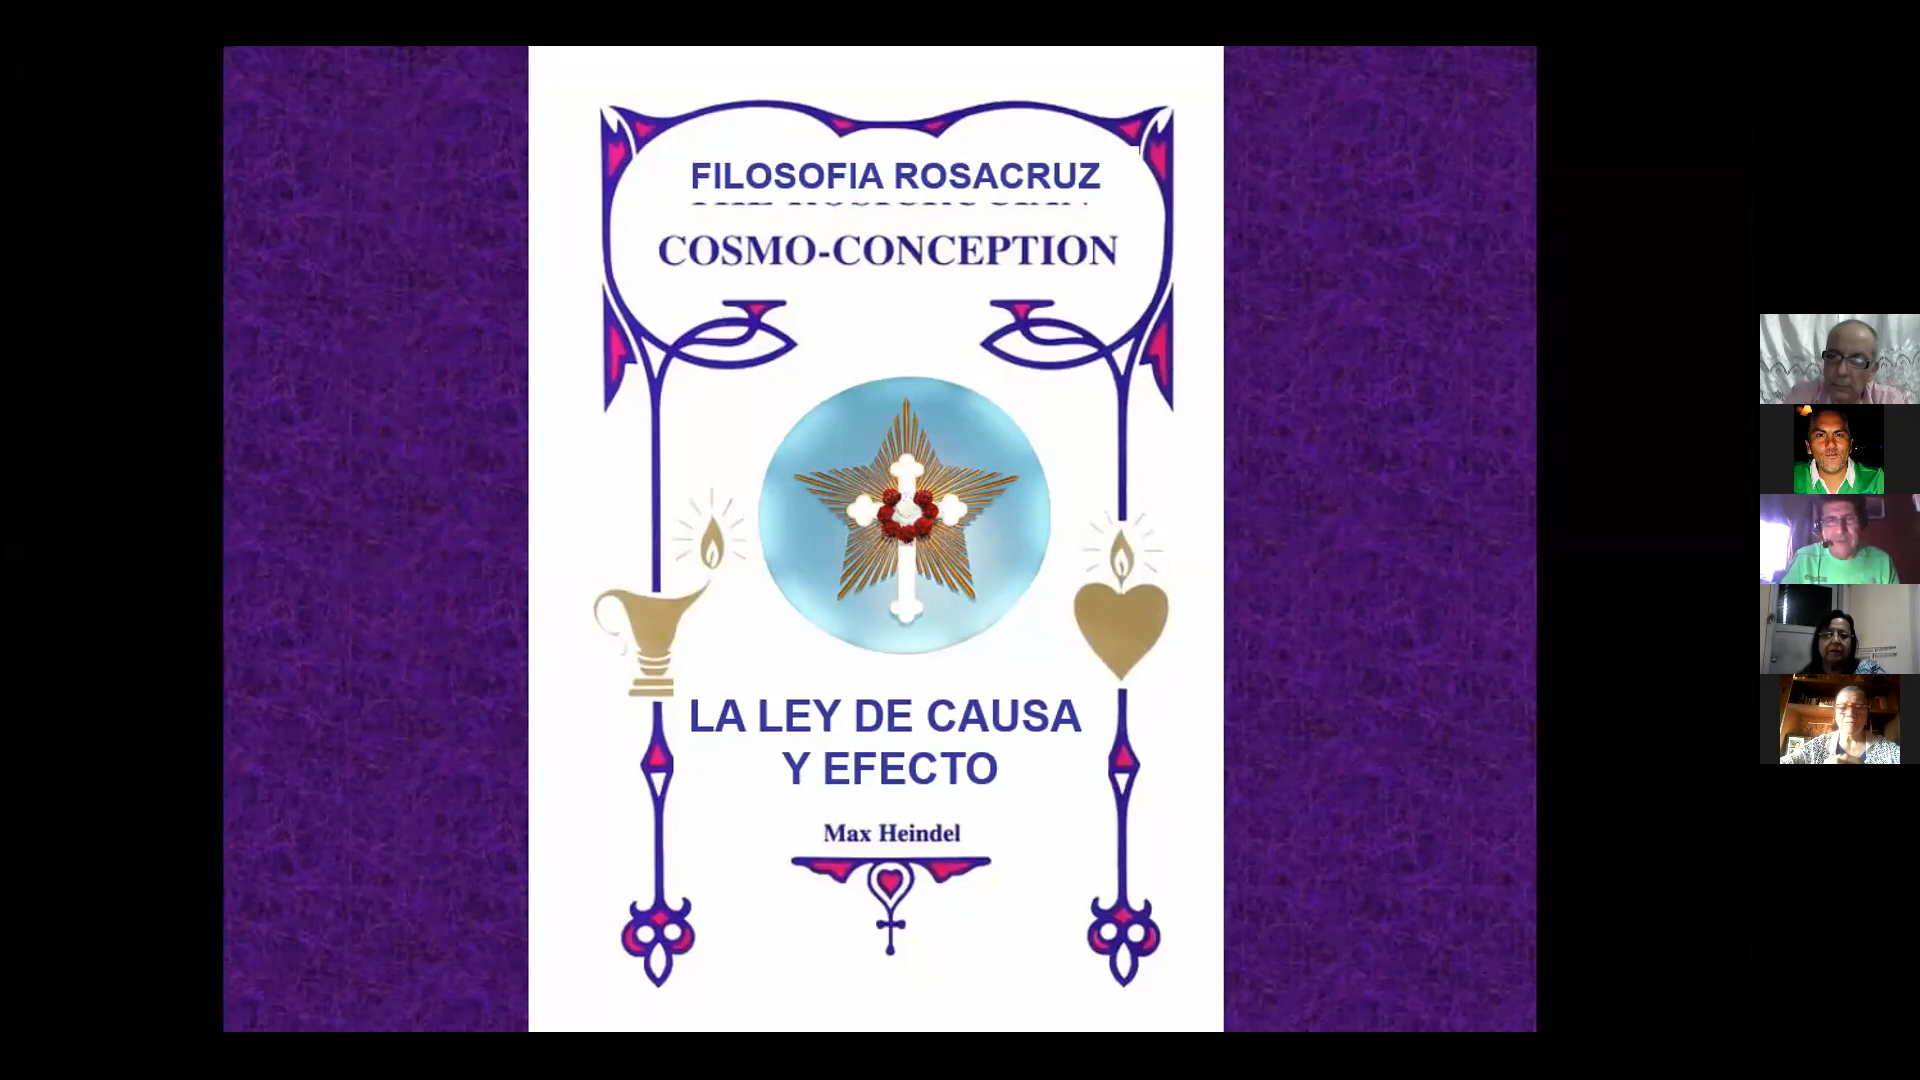 FILOSOFIA ROSACRUZ
COSMO-CONCEPTION
LA LEY DE CAUSA
Y EFECTO
Max Heindel